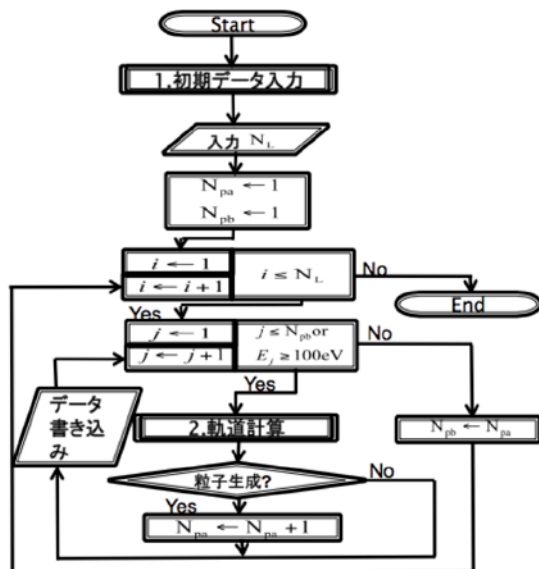 Start
1.初期データ入力
入力 N_L
N_pa ← 1
N_pb ← 1
i ← 1
i ← i + 1
i ≤ N_L
No
End
Yes
j ← 1
j ← j + 1
j ≤ N_pb or
E_j ≥ 100eV
No
Yes
データ
書き込
み
2.軌道計算
N_pb ← N_pa
粒子生成?
No
Yes
N_pa ← N_pa + 1